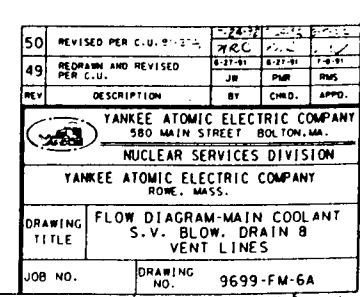 50 REVISED PER C.U.
49 REDRAWN AND REVISED PER C.U. 6-27-91 6-27-91 7-8-91
JW PMR RMS
REV DESCRIPTION BY CHKD. APPD.
YANKEE ATOMIC ELECTRIC COMPANY
580 MAIN STREET BOLTON, MA.
NUCLEAR SERVICES DIVISION
YANKEE ATOMIC ELECTRIC COMPANY
ROWE, MASS.
DRAWING TITLE
FLOW DIAGRAM-MAIN COOLANT
S.V. BLOW. DRAIN &
VENT LINES
JOB NO. DRAWING NO. 9699-FM-6A